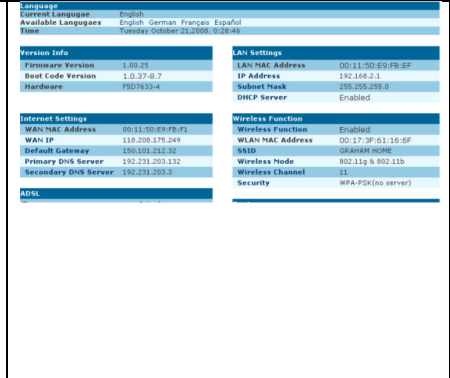 Language
Current Langugae English
Available Langugaes English German Français Español
Time Tuesday October 21,2008. 0:28:46
Version Info
Firmware Version 1.00.25
Boot Code Version 1.0.37-8.7
Hardware F5D7633-4
LAN Settings
LAN MAC Address 00:11:50:E9:FB:EF
IP Address 192.168.2.1
Subnet Mask 255.255.255.0
DHCP Server Enabled
Internet Settings
WAN MAC Address 00:11:50:E9:FB:F1
WAN IP 118.208.175.249
Default Gateway 150.101.212.32
Primary DNS Server 192.231.203.132
Secondary DNS Server 192.231.203.3
Wireless Function
Wireless Function Enabled
WLAN MAC Address 00:17:3F:61:16:6F
SSID GRAHAM HOME
Wireless Mode 802.11g & 802.11b
Wireless Channel 11
Security WPA-PSK(no server)
ADSL